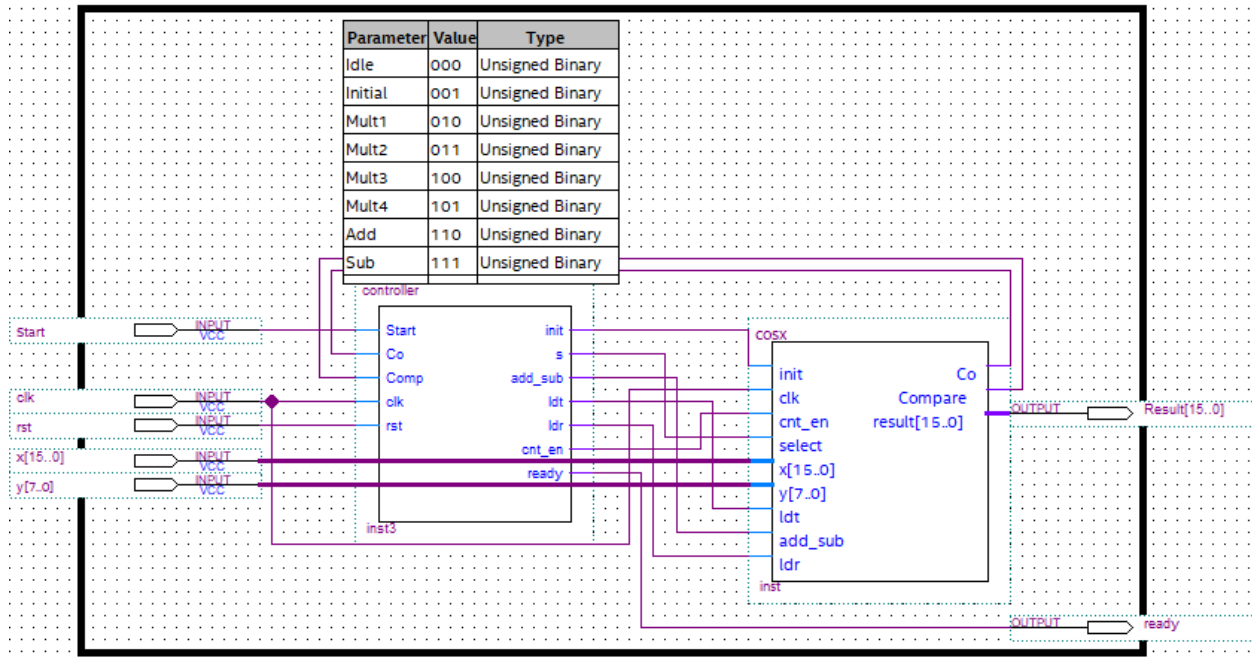 Parameter Value Type
Idle 000 Unsigned Binary
Initial 001 Unsigned Binary
Mult1 010 Unsigned Binary
Mult2 011 Unsigned Binary
Mult3 100 Unsigned Binary
Mult4 101 Unsigned Binary
Add 110 Unsigned Binary
Sub 111 Unsigned Binary
controller
Start INPUT VCC
clk INPUT VCC
rst INPUT VCC
x[15..0] INPUT VCC
y[7..0] INPUT VCC
Start init
Co s
Comp add_sub
clk ldt
rst ldr
cnt_en
ready
inst3
cosx
init Co
clk Compare
cnt_en result[15..0]
select
x[15..0]
y[7..0]
ldt
add_sub
ldr
inst
OUTPUT Result[15..0]
OUTPUT ready